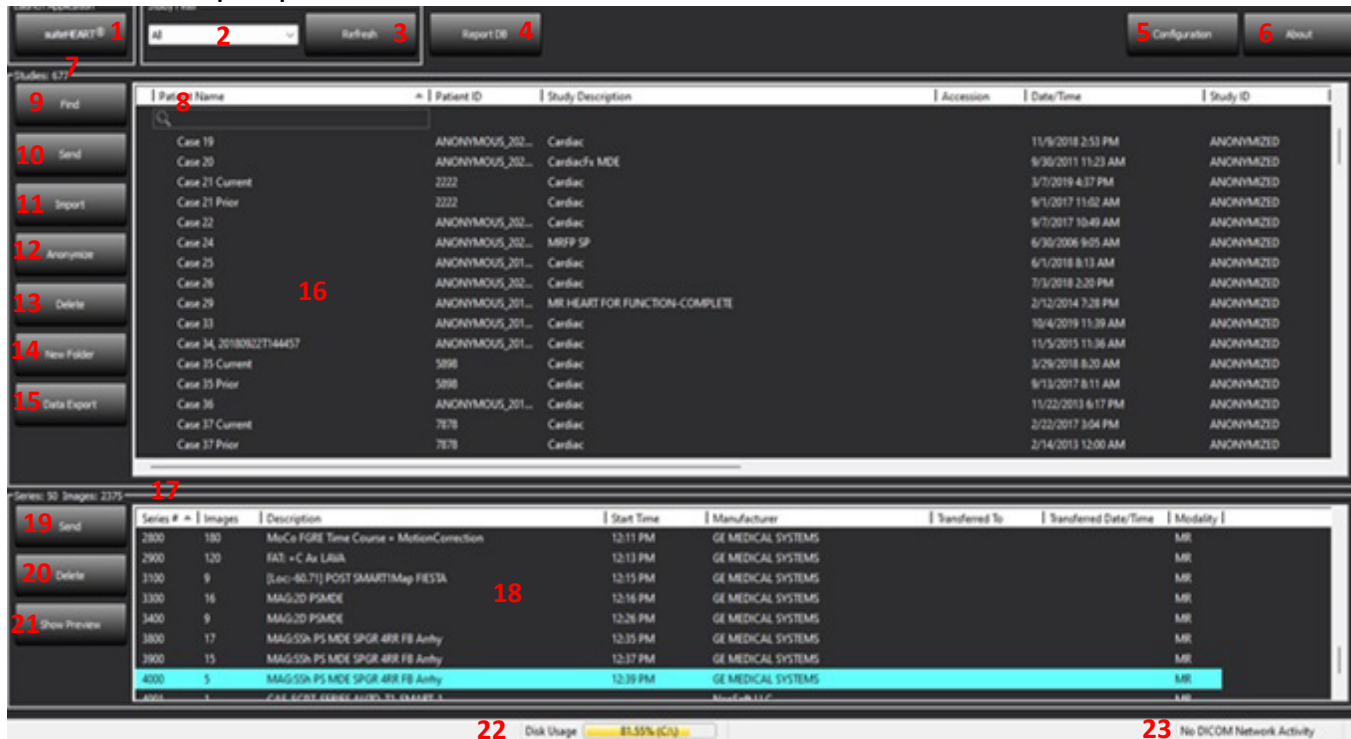 Launch Application
Study Filter
suiteHEART® 1
All 2
Refresh 3
Report DB 4
5 Configuration
6 About
7
Studies: 677
9 Find
10 Send
11 Import
12 Anonymize
13 Delete
14 New Folder
15 Data Export
Patient Name 8 Patient ID Study Description Accession Date/Time Study ID
Case 19 ANONYMOUS_202... Cardiac 11/9/2018 2:53 PM ANONYMIZED
Case 20 ANONYMOUS_202... CardiacFx MDE 9/30/2011 11:23 AM ANONYMIZED
Case 21 Current 2222 Cardiac 3/7/2019 4:37 PM ANONYMIZED
Case 21 Prior 2222 Cardiac 9/1/2017 11:02 AM ANONYMIZED
Case 22 ANONYMOUS_202... Cardiac 9/7/2017 10:49 AM ANONYMIZED
Case 24 ANONYMOUS_202... MRFP SP 6/30/2006 9:05 AM ANONYMIZED
Case 25 ANONYMOUS_201... Cardiac 6/1/2018 8:13 AM ANONYMIZED
Case 26 ANONYMOUS_202... Cardiac 7/3/2018 2:20 PM ANONYMIZED
16
Case 29 ANONYMOUS_201... MR HEART FOR FUNCTION-COMPLETE 2/12/2014 7:28 PM ANONYMIZED
Case 33 ANONYMOUS_201... Cardiac 10/4/2019 11:39 AM ANONYMIZED
Case 34, 20180922T144457 ANONYMOUS_201... Cardiac 11/5/2015 11:36 AM ANONYMIZED
Case 35 Current 5898 Cardiac 3/29/2018 8:20 AM ANONYMIZED
Case 35 Prior 5898 Cardiac 9/13/2017 8:11 AM ANONYMIZED
Case 36 ANONYMOUS_201... Cardiac 11/22/2013 6:17 PM ANONYMIZED
Case 37 Current 7878 Cardiac 2/22/2017 3:04 PM ANONYMIZED
Case 37 Prior 7878 Cardiac 2/14/2013 12:00 AM ANONYMIZED
Series: 50 Images: 2375 17
19 Send
20 Delete
21 Show Preview
Series # Images Description Start Time Manufacturer Transferred To Transferred Date/Time Modality
2800 180 MoCo FGRE Time Course + MotionCorrection 12:11 PM GE MEDICAL SYSTEMS MR
2900 120 FAT: +C Ax LAVA 12:13 PM GE MEDICAL SYSTEMS MR
3100 9 [Loc:-60.71] POST SMART1Map FIESTA 12:15 PM GE MEDICAL SYSTEMS MR
18
3300 16 MAG:2D PSMDE 12:16 PM GE MEDICAL SYSTEMS MR
3400 9 MAG:2D PSMDE 12:26 PM GE MEDICAL SYSTEMS MR
3800 17 MAG:SSh PS MDE SPGR 4RR FB Arrhy 12:35 PM GE MEDICAL SYSTEMS MR
3900 15 MAG:SSh PS MDE SPGR 4RR FB Arrhy 12:37 PM GE MEDICAL SYSTEMS MR
4000 5 MAG:SSh PS MDE SPGR 4RR FB Arrhy 12:39 PM GE MEDICAL SYSTEMS MR
4001 1 NeoSoft LLC MR
22 Disk Usage 81.55% (C:\)
23 No DICOM Network Activity